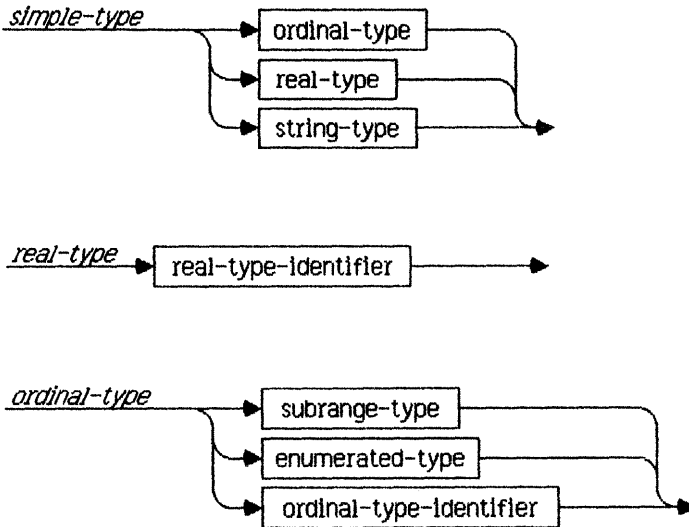 simple-type
ordinal-type
real-type
string-type
real-type
real-type-identifier
ordinal-type
subrange-type
enumerated-type
ordinal-type-identifier